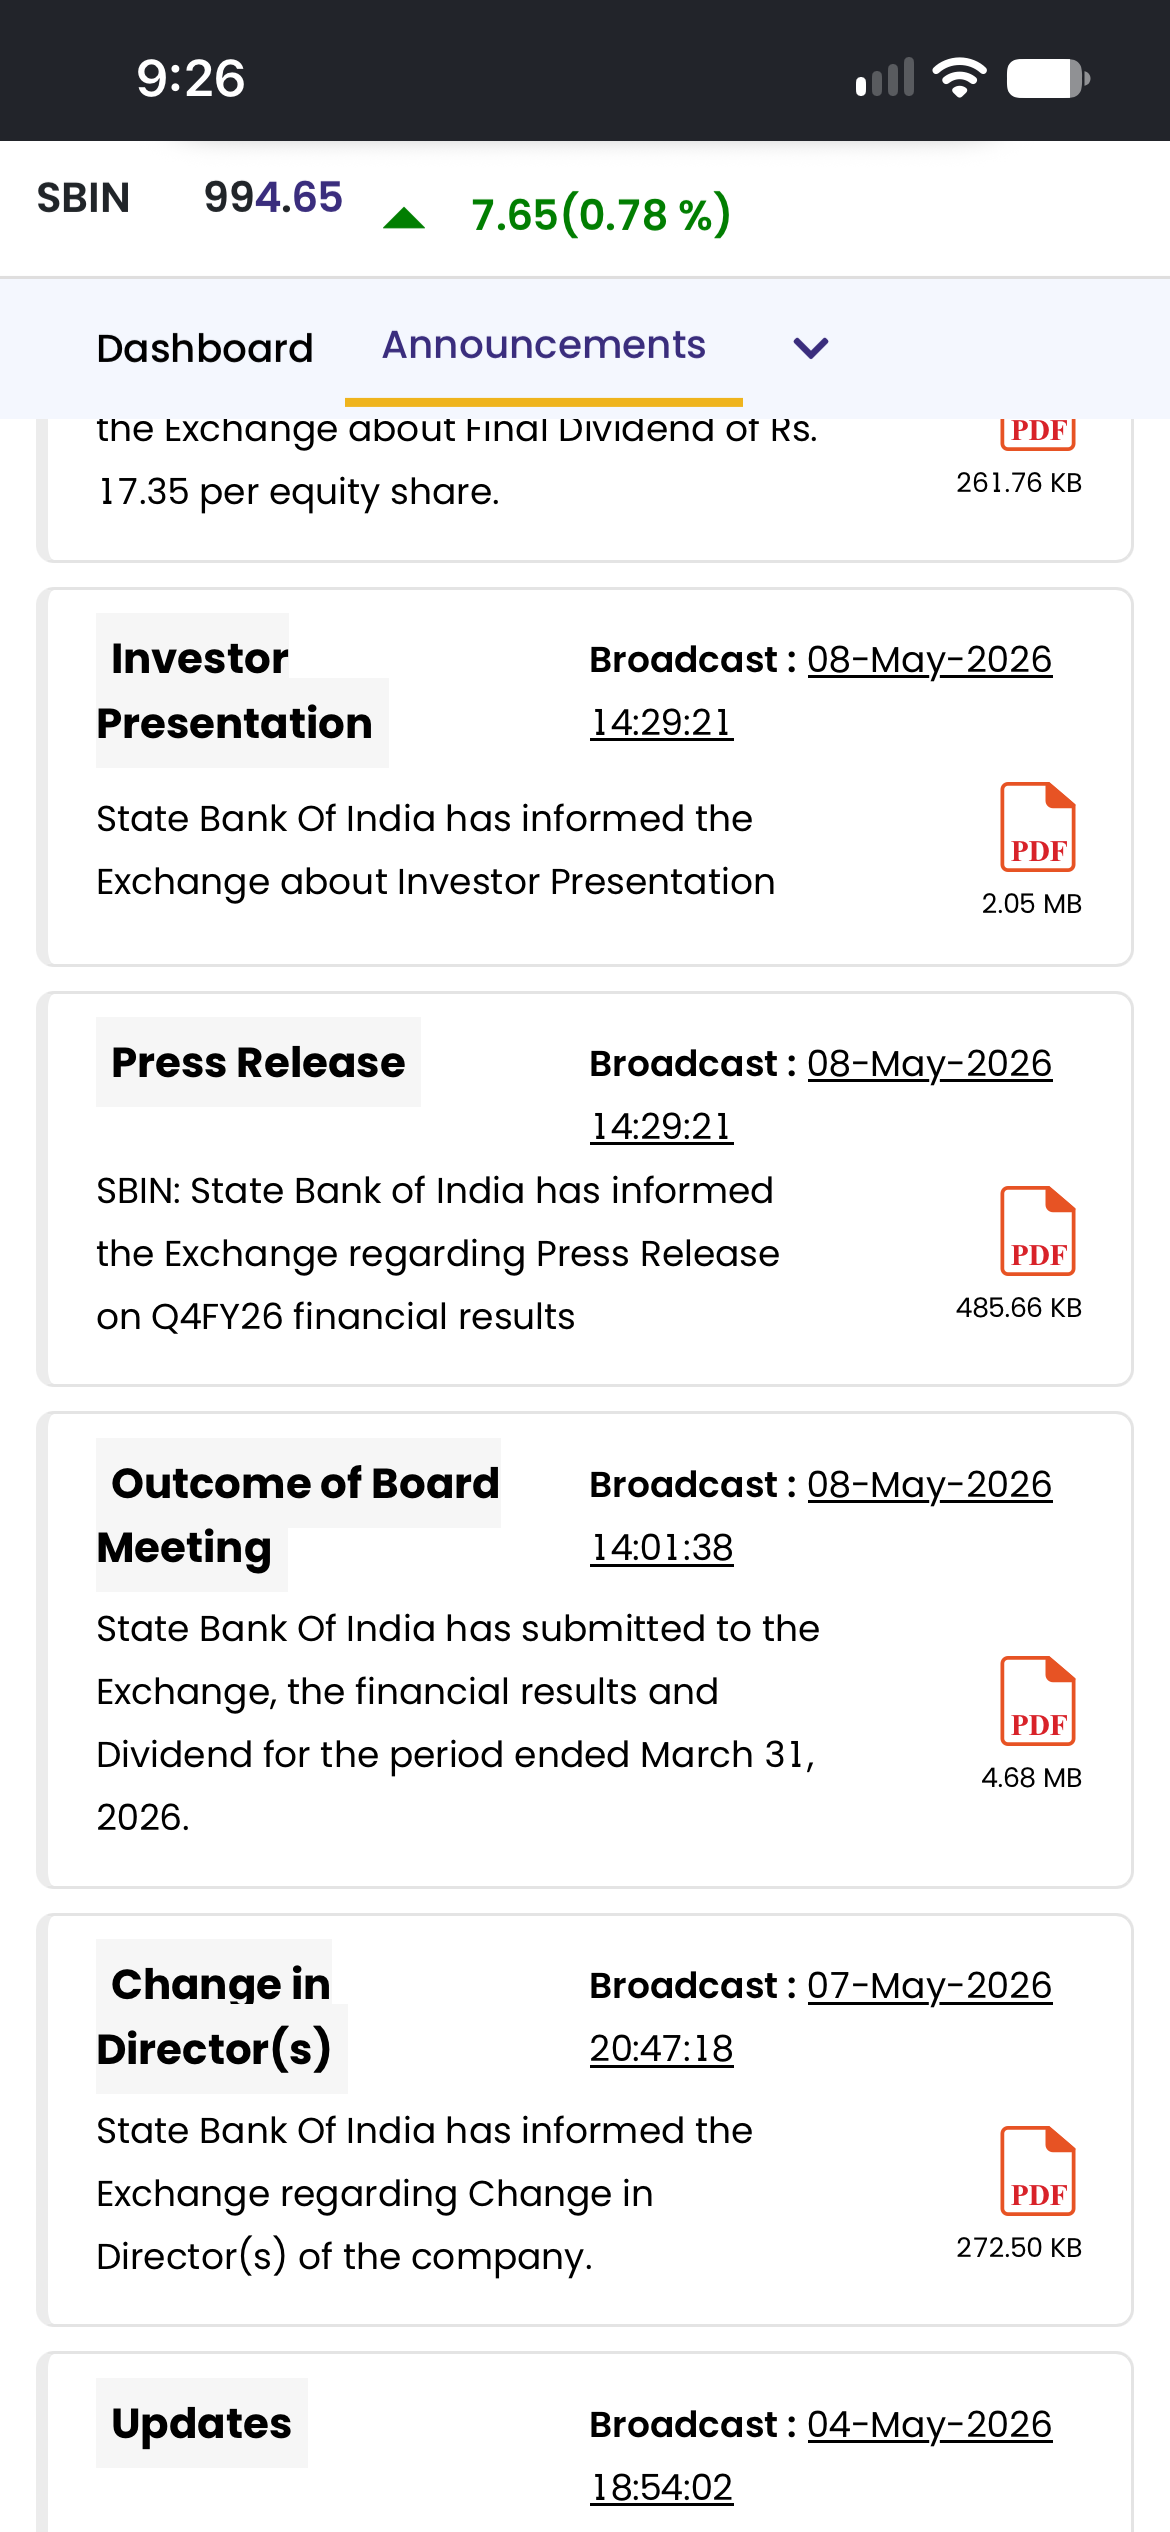 9:26
SBIN 994.65 7.65(0.78 %)
Dashboard Announcements
the Exchange about Final Dividend of Rs.
17.35 per equity share.
PDF
261.76 KB
Investor
Presentation
Broadcast : 08-May-2026
14:29:21
State Bank Of India has informed the
Exchange about Investor Presentation
PDF
2.05 MB
Press Release
Broadcast : 08-May-2026
14:29:21
SBIN: State Bank of India has informed
the Exchange regarding Press Release
on Q4FY26 financial results
PDF
485.66 KB
Outcome of Board
Meeting
Broadcast : 08-May-2026
14:01:38
State Bank Of India has submitted to the
Exchange, the financial results and
Dividend for the period ended March 31,
2026.
PDF
4.68 MB
Change in
Director(s)
Broadcast : 07-May-2026
20:47:18
State Bank Of India has informed the
Exchange regarding Change in
Director(s) of the company.
PDF
272.50 KB
Updates
Broadcast : 04-May-2026
18:54:02